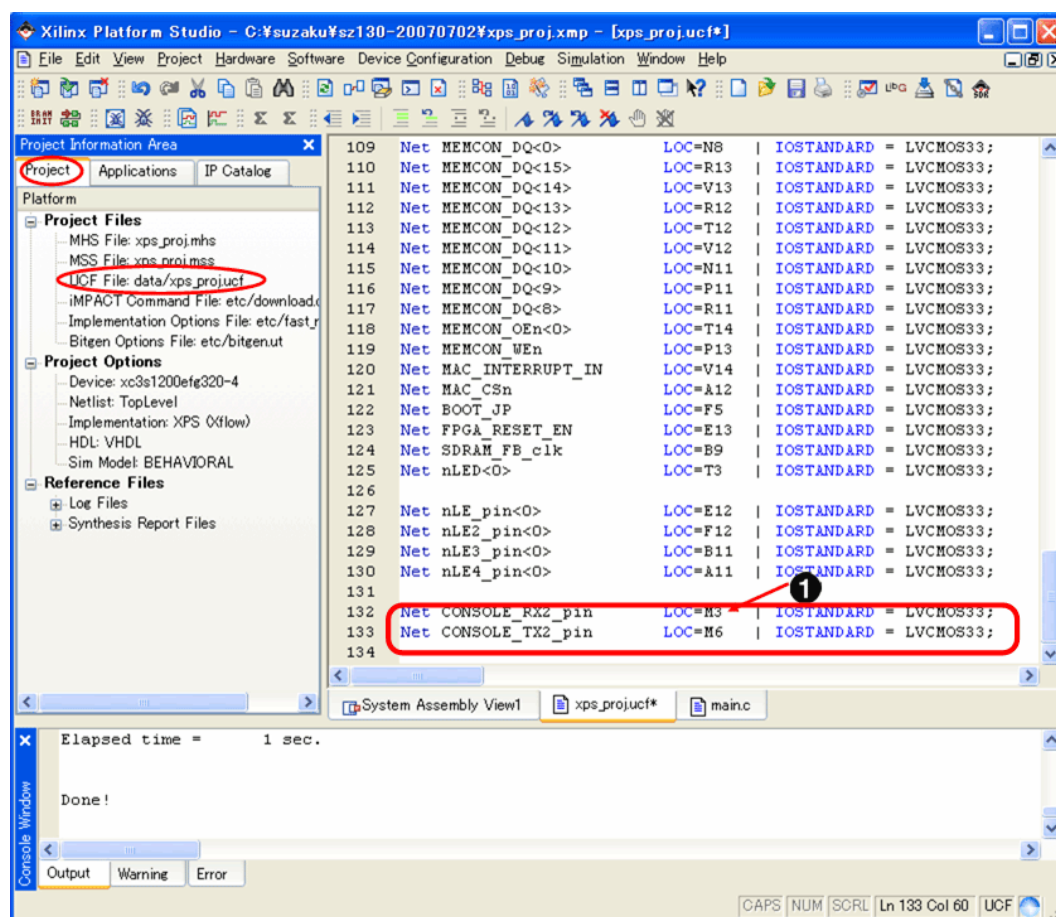 Xilinx Platform Studio - C:¥suzaku¥sz130-20070702¥xps_proj.xmp - [xps_proj.ucf*]
File Edit View Project Hardware Software Device Configuration Debug Simulation Window Help
Project Information Area
Project Applications IP Catalog
Platform
Project Files
MHS File: xps_proj.mhs
MSS File: xps_proj.mss
UCF File: data/xps_proj.ucf
iMPACT Command File: etc/download.c
Implementation Options File: etc/fast_r
Bitgen Options File: etc/bitgen.ut
Project Options
Device: xc3s1200efg320-4
Netlist: TopLevel
Implementation: XPS (Xflow)
HDL: VHDL
Sim Model: BEHAVIORAL
Reference Files
Log Files
Synthesis Report Files
109 Net MEMCON_DQ<0> LOC=N8 | IOSTANDARD = LVCMOS33;
110 Net MEMCON_DQ<15> LOC=R13 | IOSTANDARD = LVCMOS33;
111 Net MEMCON_DQ<14> LOC=V13 | IOSTANDARD = LVCMOS33;
112 Net MEMCON_DQ<13> LOC=R12 | IOSTANDARD = LVCMOS33;
113 Net MEMCON_DQ<12> LOC=T12 | IOSTANDARD = LVCMOS33;
114 Net MEMCON_DQ<11> LOC=V12 | IOSTANDARD = LVCMOS33;
115 Net MEMCON_DQ<10> LOC=N11 | IOSTANDARD = LVCMOS33;
116 Net MEMCON_DQ<9> LOC=P11 | IOSTANDARD = LVCMOS33;
117 Net MEMCON_DQ<8> LOC=R11 | IOSTANDARD = LVCMOS33;
118 Net MEMCON_OEn<0> LOC=T14 | IOSTANDARD = LVCMOS33;
119 Net MEMCON_WEn LOC=P13 | IOSTANDARD = LVCMOS33;
120 Net MAC_INTERRUPT_IN LOC=V14 | IOSTANDARD = LVCMOS33;
121 Net MAC_CSn LOC=A12 | IOSTANDARD = LVCMOS33;
122 Net BOOT_JP LOC=F5 | IOSTANDARD = LVCMOS33;
123 Net FPGA_RESET_EN LOC=E13 | IOSTANDARD = LVCMOS33;
124 Net SDRAM_FB_clk LOC=B9 | IOSTANDARD = LVCMOS33;
125 Net nLED<0> LOC=T3 | IOSTANDARD = LVCMOS33;
126
127 Net nLE_pin<0> LOC=E12 | IOSTANDARD = LVCMOS33;
128 Net nLE2_pin<0> LOC=F12 | IOSTANDARD = LVCMOS33;
129 Net nLE3_pin<0> LOC=B11 | IOSTANDARD = LVCMOS33;
130 Net nLE4_pin<0> LOC=A11 | IOSTANDARD = LVCMOS33;
131
1
132 Net CONSOLE_RX2_pin LOC=M3 | IOSTANDARD = LVCMOS33;
133 Net CONSOLE_TX2_pin LOC=M6 | IOSTANDARD = LVCMOS33;
134
System Assembly View1 xps_proj.ucf* main.c
Console Window
Elapsed time = 1 sec.
Done!
Output Warning Error
CAPS NUM SCRL Ln 133 Col 60 UCF